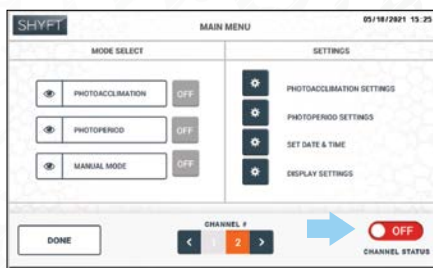 SHYFT MAIN MENU 05/18/2021 15:25
MODE SELECT SETTINGS
PHOTOACCLIMATION OFF PHOTOACCLIMATION SETTINGS
PHOTOPERIOD OFF PHOTOPERIOD SETTINGS
MANUAL MODE OFF SET DATE & TIME
DISPLAY SETTINGS
CHANNEL #
DONE < 1 2 > OFF
CHANNEL STATUS